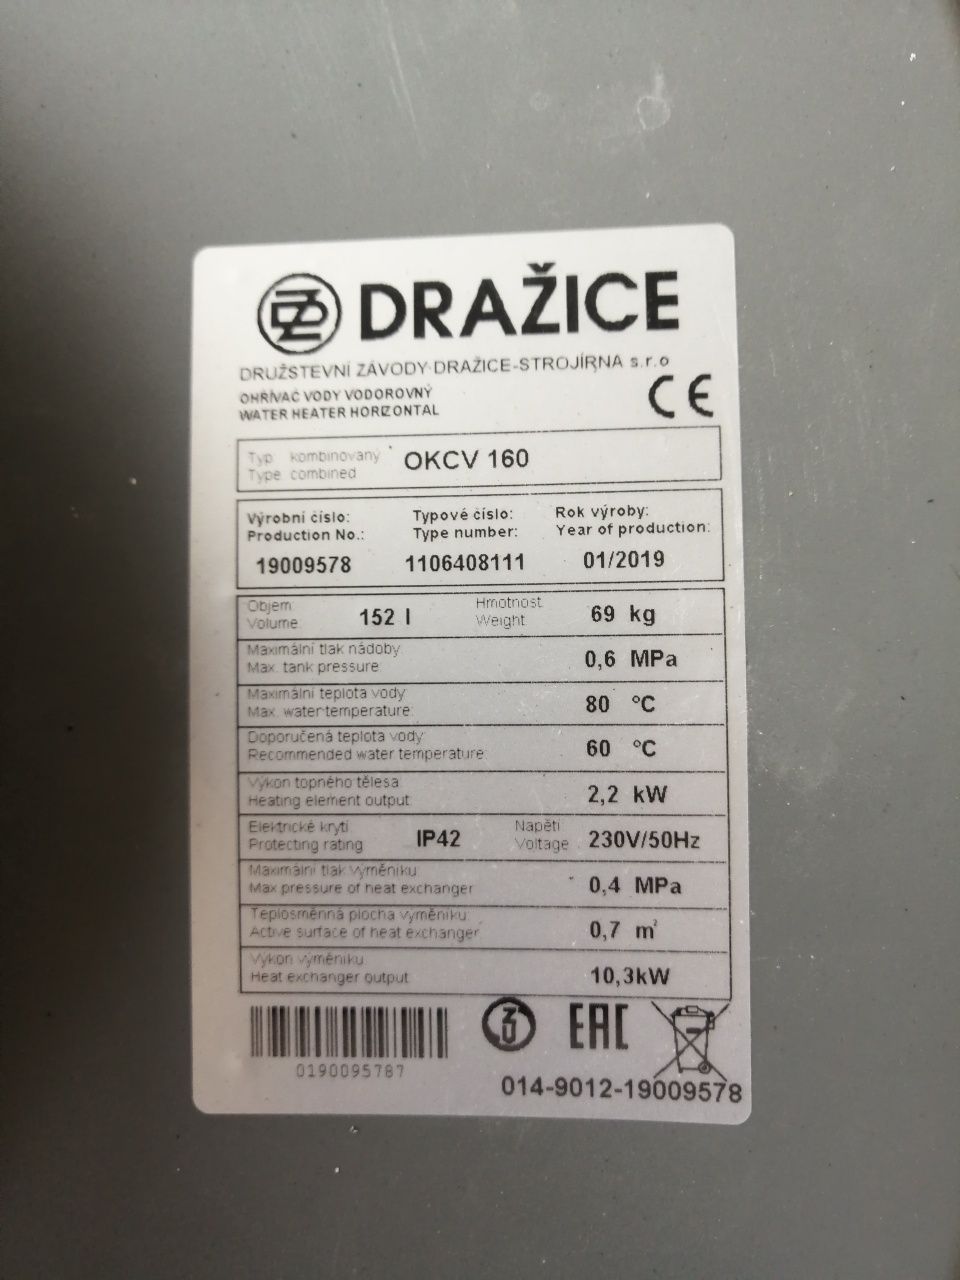 DRAŽICE
DRUŽSTEVNÍ ZÁVODY DRAŽICE-STROJÍRNA s.r.o
OHŘÍVAČ VODY VODOROVNÝ
WATER HEATER HORIZONTAL
CE
Typ kombinovaný
Type combined
OKCV 160
Výrobní číslo: Typové číslo: Rok výroby:
Production No.: Type number: Year of production:
19009578 1106408111 01/2019
Objem Hmotnost
Volume 152 l Weight 69 kg
Maximální tlak nádoby
Max. tank pressure 0,6 MPa
Maximální teplota vody
Max. water temperature 80 °C
Doporučená teplota vody
Recommended water temperature 60 °C
Výkon topného tělesa
Heating element output 2,2 kW
Elektrické krytí Napětí
Protecting rating IP42 Voltage 230V/50Hz
Maximální tlak výměníku
Max pressure of heat exchanger 0,4 MPa
Teplosměnná plocha výměníku:
Active surface of heat exchanger 0,7 m²
Výkon výměníku
Heat exchanger output 10,3kW
EAC
0190095787
014-9012-19009578